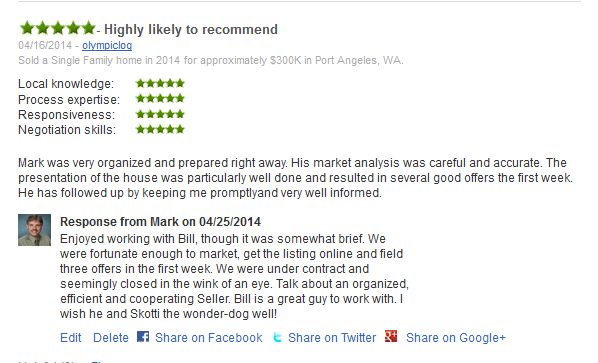 - Highly likely to recommend
04/16/2014 - olympiclog
Sold a Single Family home in 2014 for approximately $300K in Port Angeles, WA.
Local knowledge:
Process expertise:
Responsiveness:
Negotiation skills:
Mark was very organized and prepared right away. His market analysis was careful and accurate. The
presentation of the house was particularly well done and resulted in several good offers the first week.
He has followed up by keeping me promptlyand very well informed.
Response from Mark on 04/25/2014
Enjoyed working with Bill, though it was somewhat brief. We
were fortunate enough to market, get the listing online and field
three offers in the first week. We were under contract and
seemingly closed in the wink of an eye. Talk about an organized,
efficient and cooperating Seller. Bill is a great guy to work with. I
wish he and Skotti the wonder-dog well!
Edit Delete Share on Facebook Share on Twitter Share on Google+